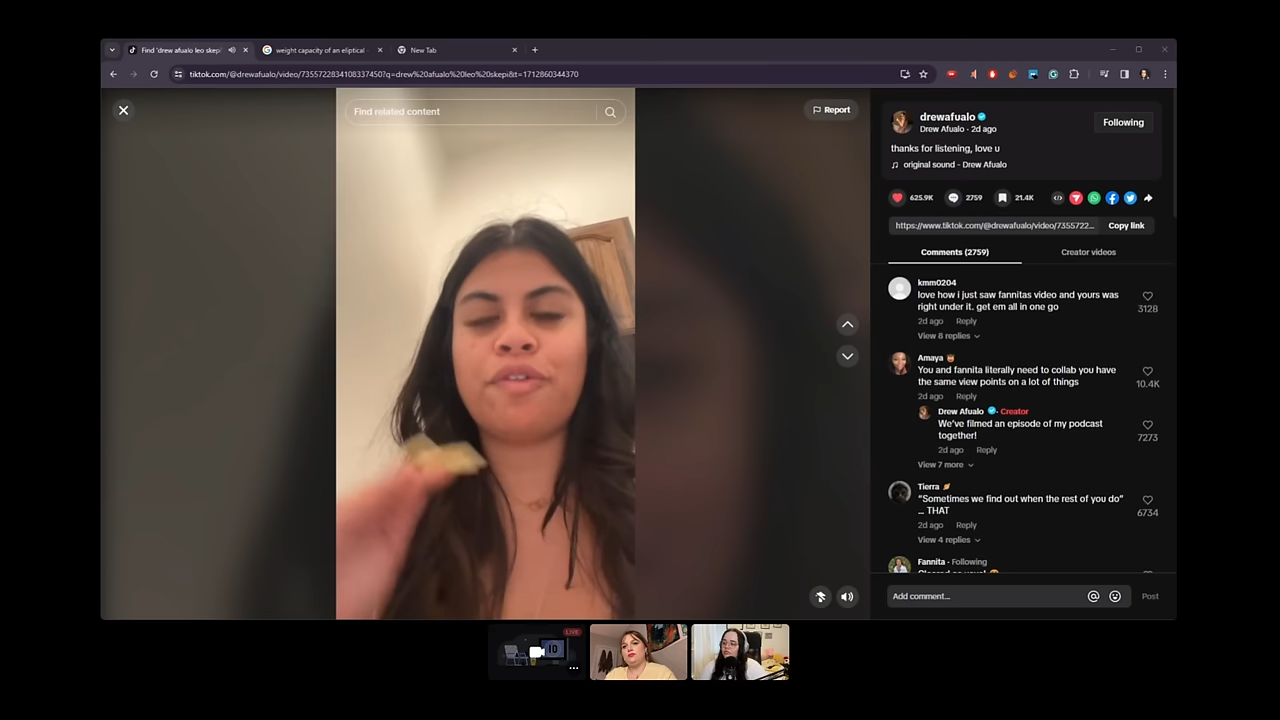 Find 'drew afualo leo skepi'
weight capacity of an eliptical
New Tab
tiktok.com/@drewafualo/video/7355722834108337450?q=drew%20afualo%20leo%20skepi&t=1712860344370
Find related content
Report
drewafualo
Drew Afualo · 2d ago
Following
thanks for listening, love u
original sound - Drew Afualo
625.9K
2759
21.4K
https://www.tiktok.com/@drewafualo/video/7355722...
Copy link
Comments (2759)
Creator videos
kmm0204
love how i just saw fannitas video and yours was
right under it. get em all in one go
3128
2d ago Reply
View 8 replies
Amaya
You and fannita literally need to collab you have
the same view points on a lot of things
10.4K
2d ago Reply
Drew Afualo · Creator
We've filmed an episode of my podcast
together!
7273
2d ago Reply
View 7 more
Tierra
“Sometimes we find out when the rest of you do”
... THAT
6734
2d ago Reply
View 4 replies
Fannita · Following
Add comment...
Post
LIVE
10